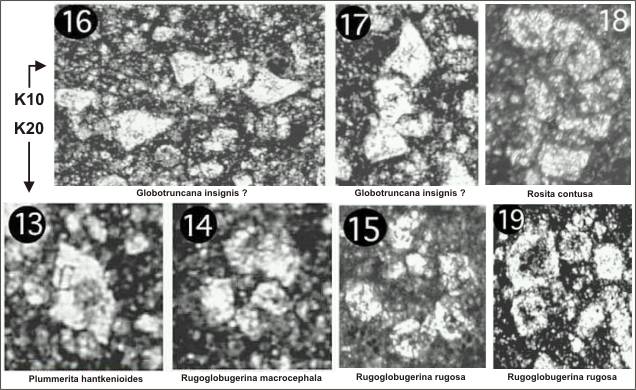 16
17
18
K10
K20
Globotruncana insignis ?
Globotruncana insignis ?
Rosita contusa
13
14
15
19
Plummerita hantkenioides
Rugoglobugerina macrocephala
Rugoglobugerina rugosa
Rugoglobugerina rugosa